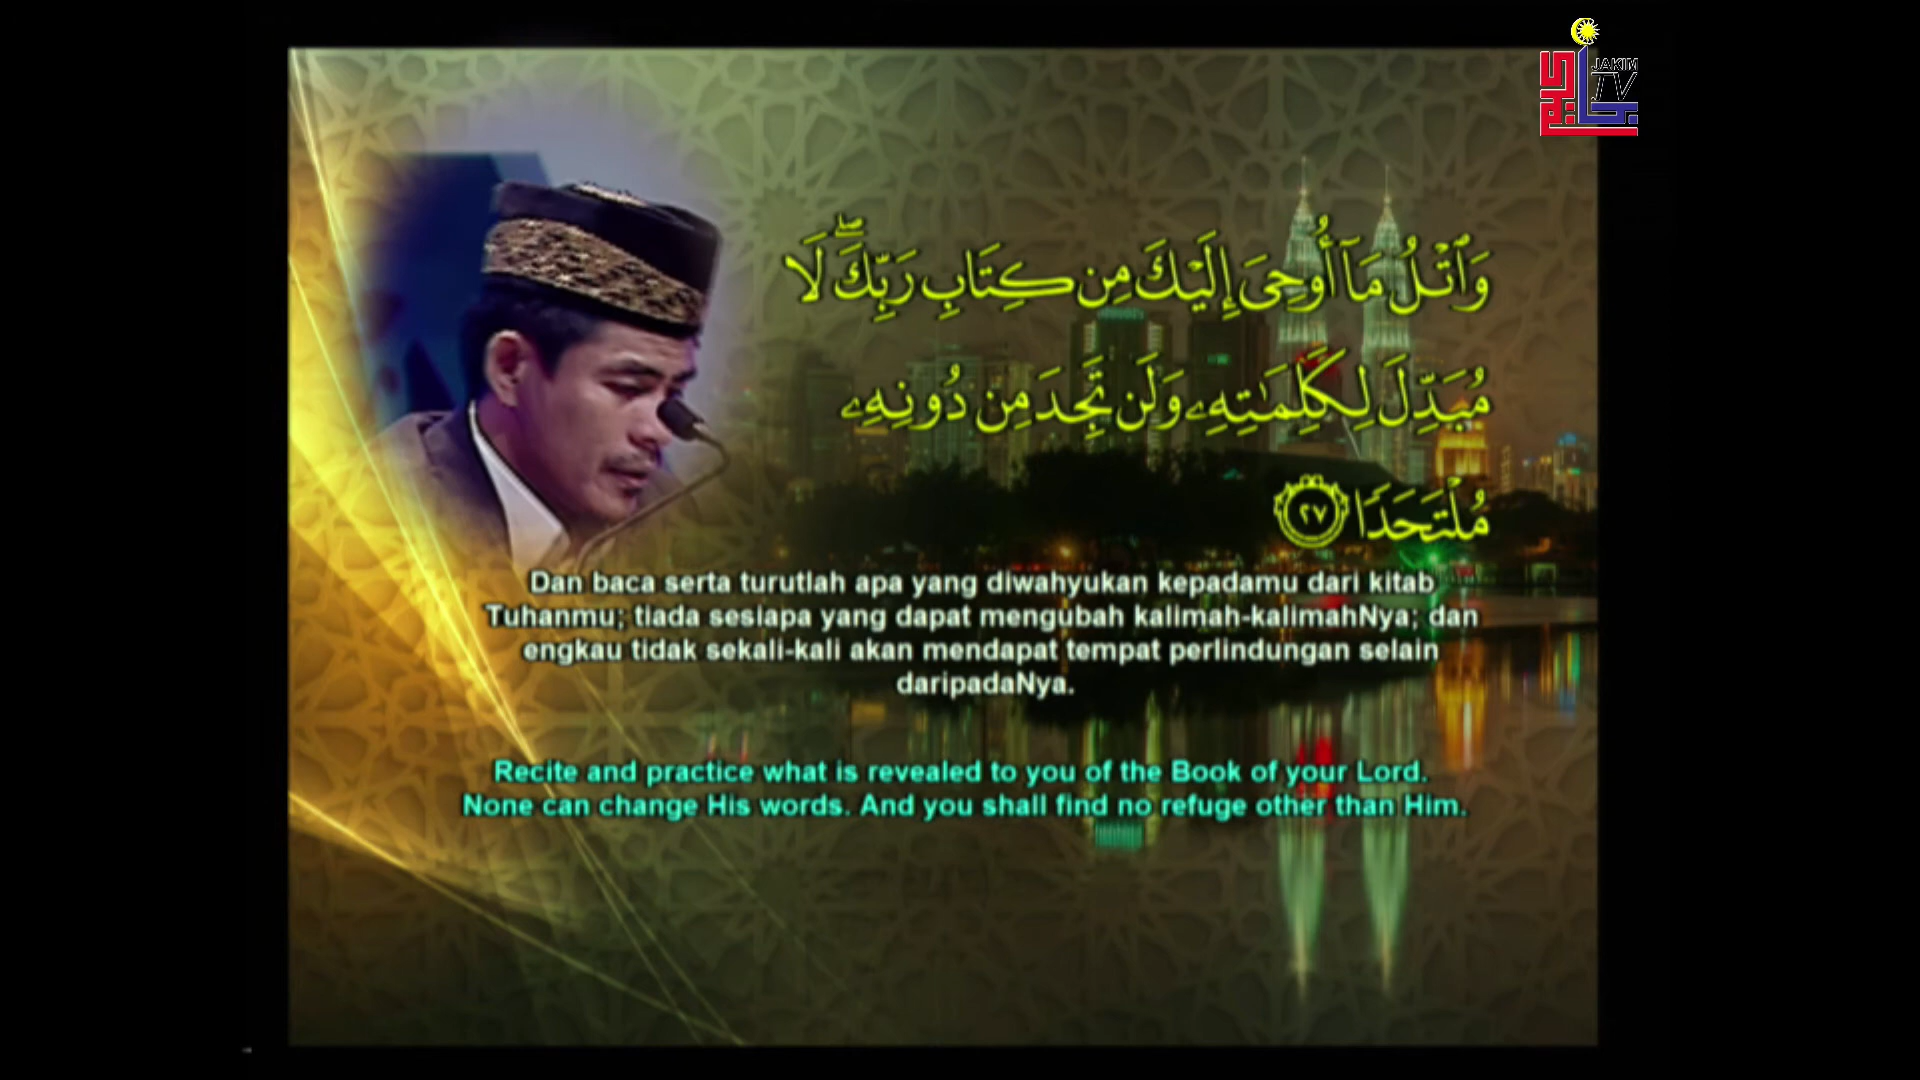 JAKIM
TV
وَٱتْلُ مَآ أُوحِىَ إِلَيْكَ مِن كِتَابِ رَبِّكَ ۖ لَا
مُبَدِّلَ لِكَلِمَـٰتِهِۦ وَلَن تَجِدَ مِن دُونِهِۦ
مُلْتَحَدًا ٢٧
Dan baca serta turutlah apa yang diwahyukan kepadamu dari kitab
Tuhanmu; tiada sesiapa yang dapat mengubah kalimah-kalimahNya; dan
engkau tidak sekali-kali akan mendapat tempat perlindungan selain
daripadaNya.
Recite and practice what is revealed to you of the Book of your Lord.
None can change His words. And you shall find no refuge other than Him.